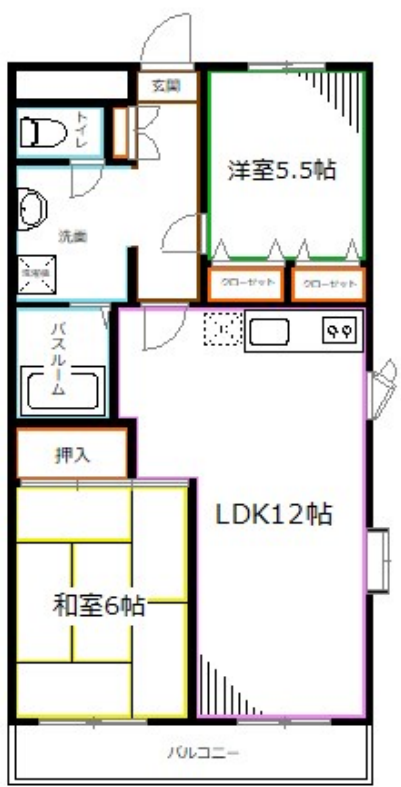 玄関
トイレ
洋室5.5帖
洗面
洗濯機
クローゼット
クローゼット
バスルーム
押入
LDK12帖
和室6帖
バルコニー